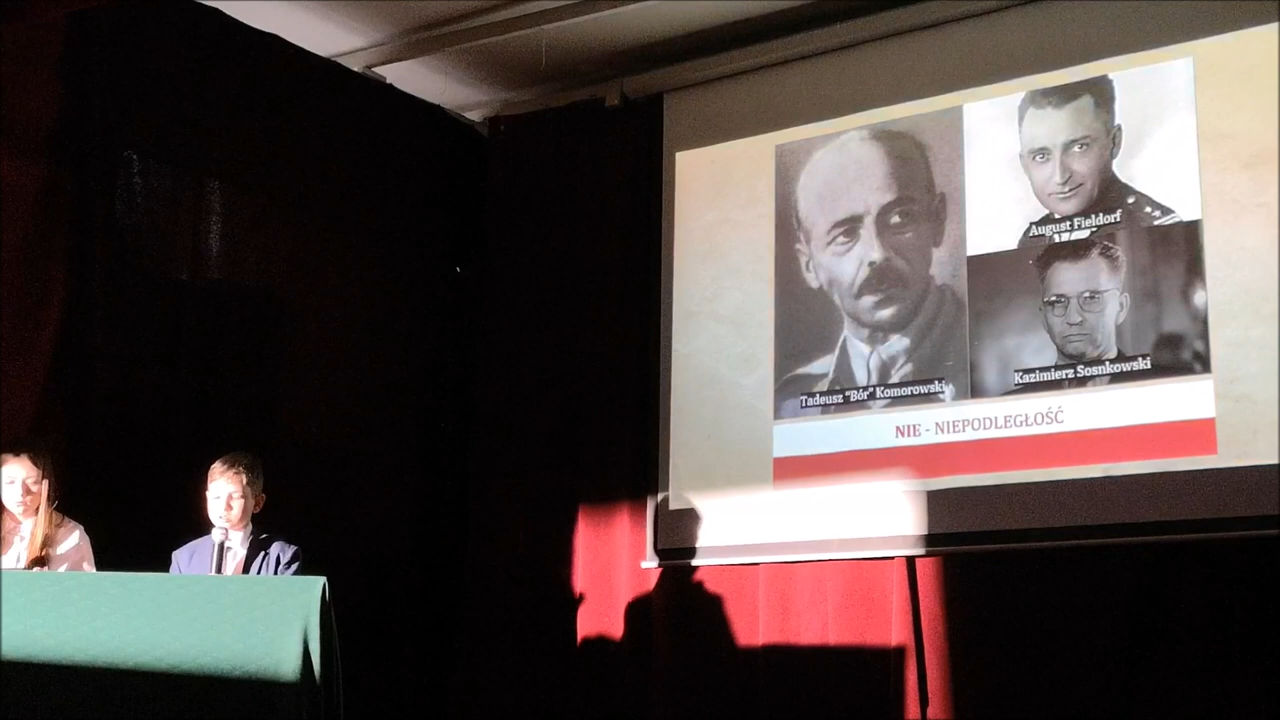 August Fieldorf
Kazimierz Sosnkowski
Tadeusz "Bór" Komorowski
NIE - NIEPODLEGŁOŚĆ